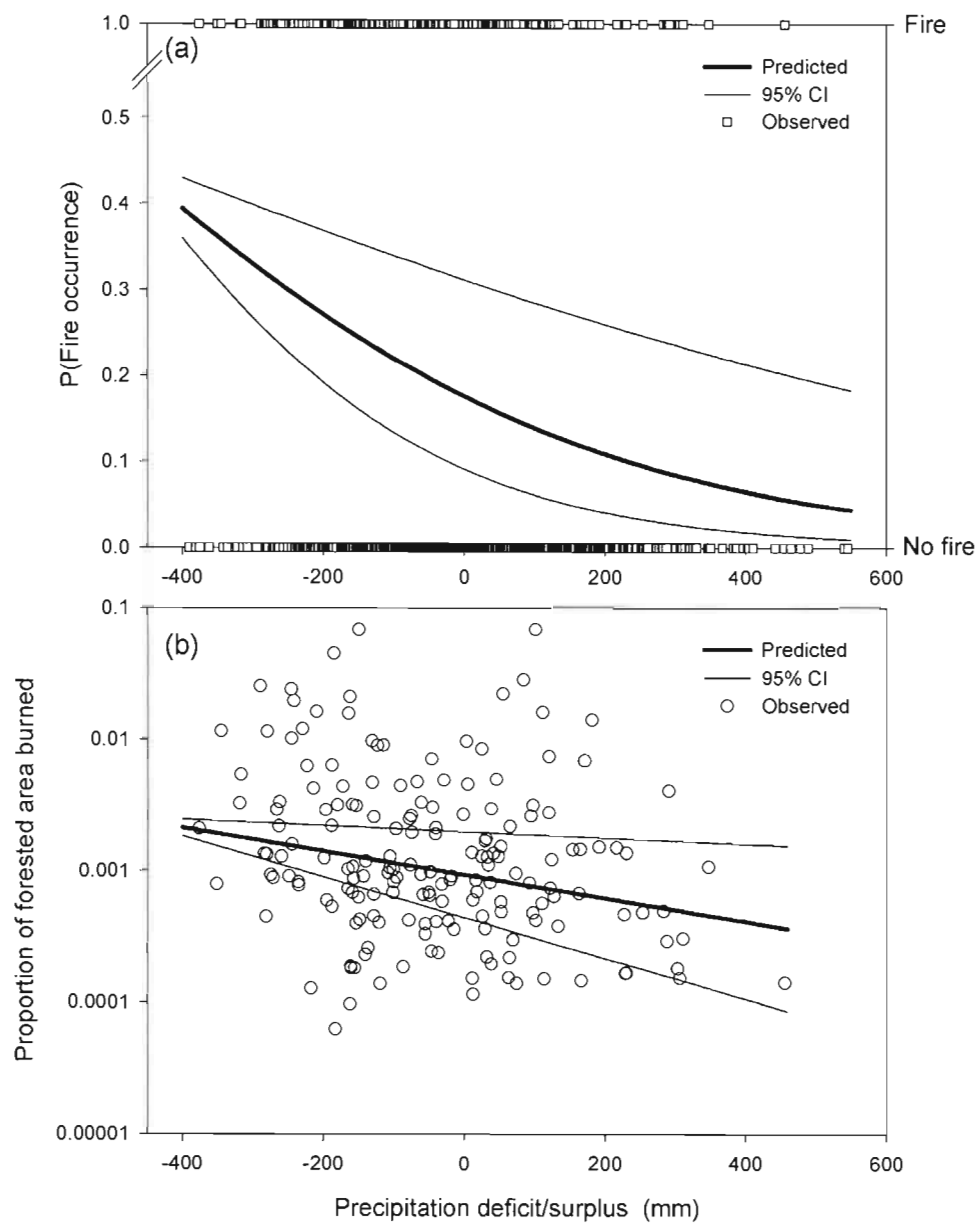 1.0
Fire
(a)
Predicted
95% CI
Observed
0.5
0.4
0.3
0.2
0.1
0.0
No fire
P(Fire occurrence)
-400
-200
0
200
400
600
0.1
(b)
Predicted
95% CI
Observed
0.01
0.001
0.0001
0.00001
Proportion of forested area burned
-400
-200
0
200
400
600
Precipitation deficit/surplus (mm)